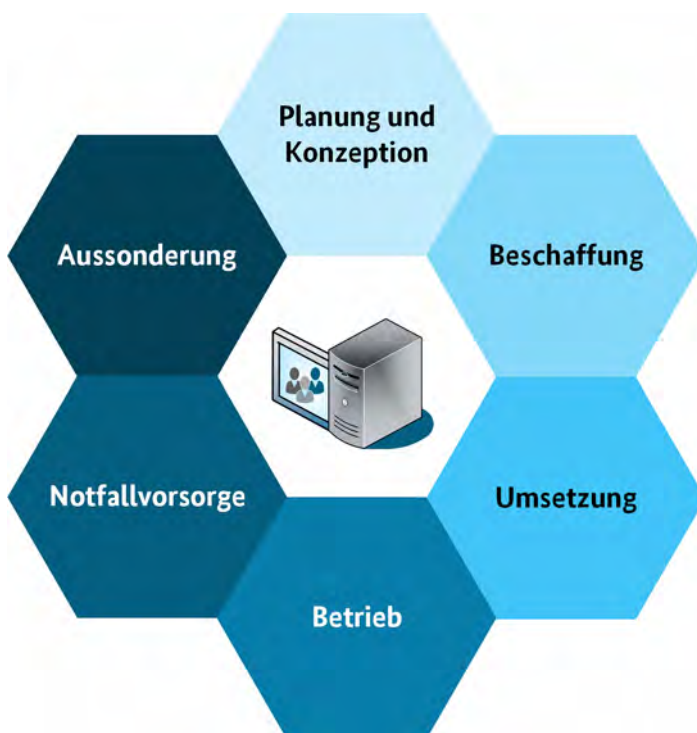 Planung und
Konzeption
Aussonderung
Beschaffung
Notfallvorsorge
Umsetzung
Betrieb